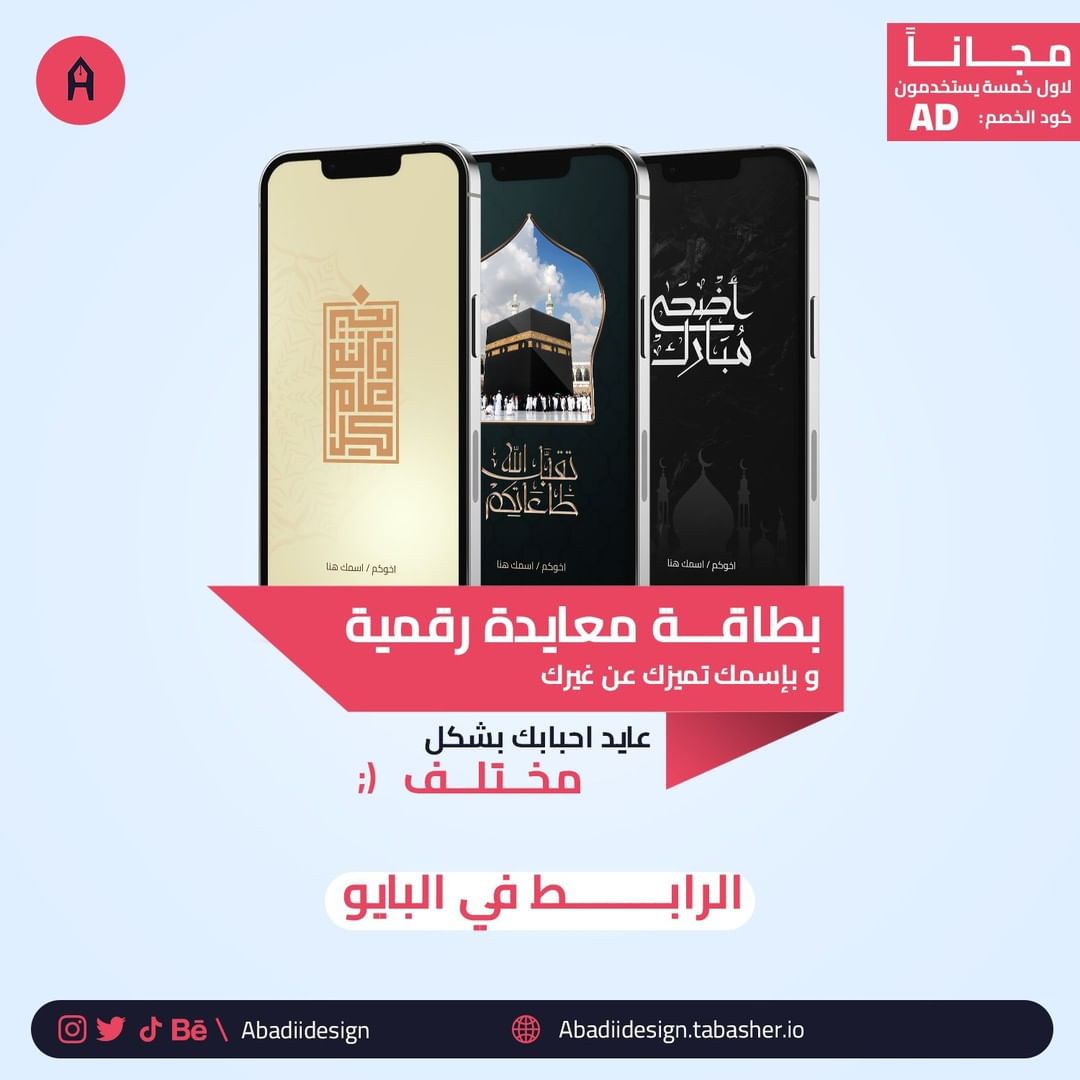 مجاناً
لاول خمسة يستخدمون
كود الخصم: AD
أضحى
مبارك
تقبل الله
طاعاتكم
اخوكم / اسمك هنا
اخوكم / اسمك هنا
اخوكم / اسمك هنا
بطاقة معايدة رقمية
و بإسمك تميزك عن غيرك
عايد احبابك بشكل
مختلف ;)
الرابط في البايو
Bē \ Abadiidesign
Abadiidesign.tabasher.io